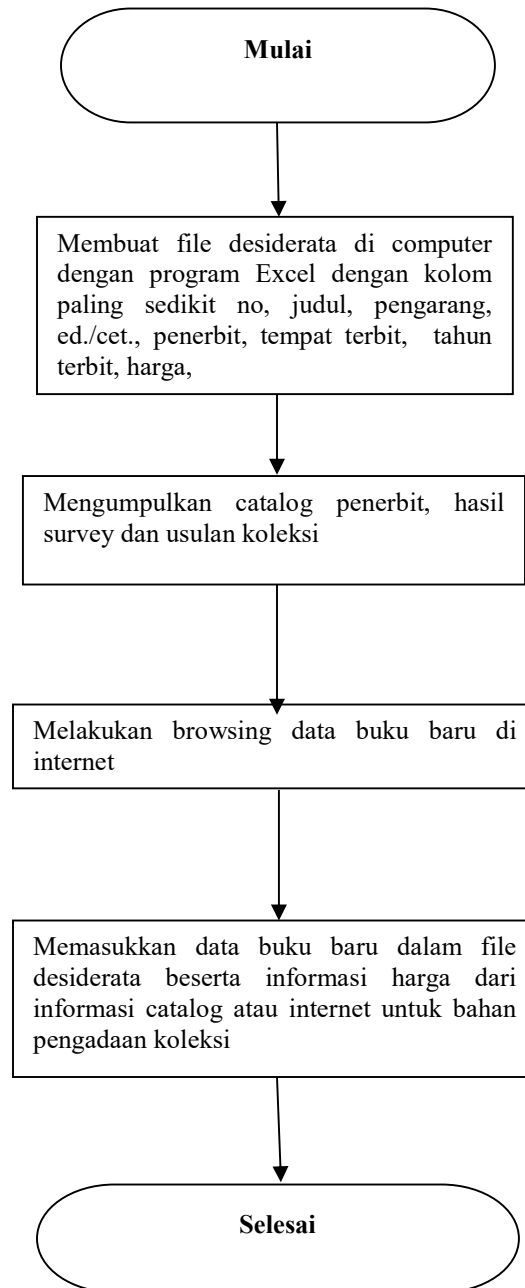 Mulai
Membuat file desiderata di computer
dengan program Excel dengan kolom
paling sedikit no, judul, pengarang,
ed./cet., penerbit, tempat terbit, tahun
terbit, harga,
Mengumpulkan catalog penerbit, hasil
survey dan usulan koleksi
Melakukan browsing data buku baru di
internet
Memasukkan data buku baru dalam file
desiderata beserta informasi harga dari
informasi catalog atau internet untuk bahan
pengadaan koleksi
Selesai